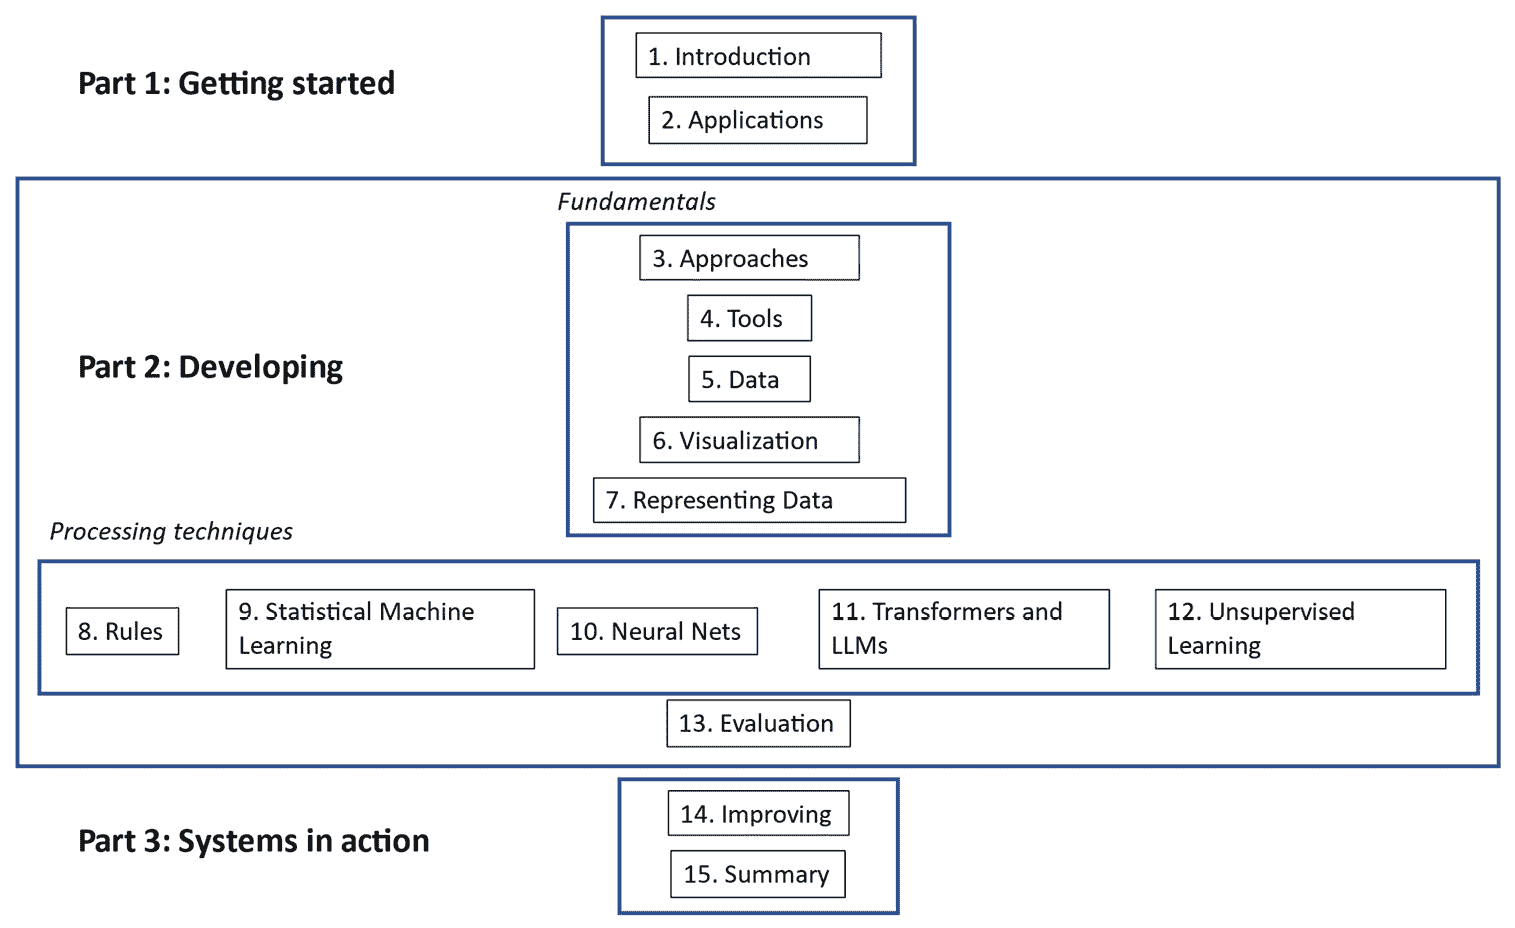 Part 1: Getting started
1. Introduction
2. Applications
Part 2: Developing
Fundamentals
3. Approaches
4. Tools
5. Data
6. Visualization
7. Representing Data
Processing techniques
8. Rules
9. Statistical Machine
Learning
10. Neural Nets
11. Transformers and
LLMs
12. Unsupervised
Learning
13. Evaluation
Part 3: Systems in action
14. Improving
15. Summary